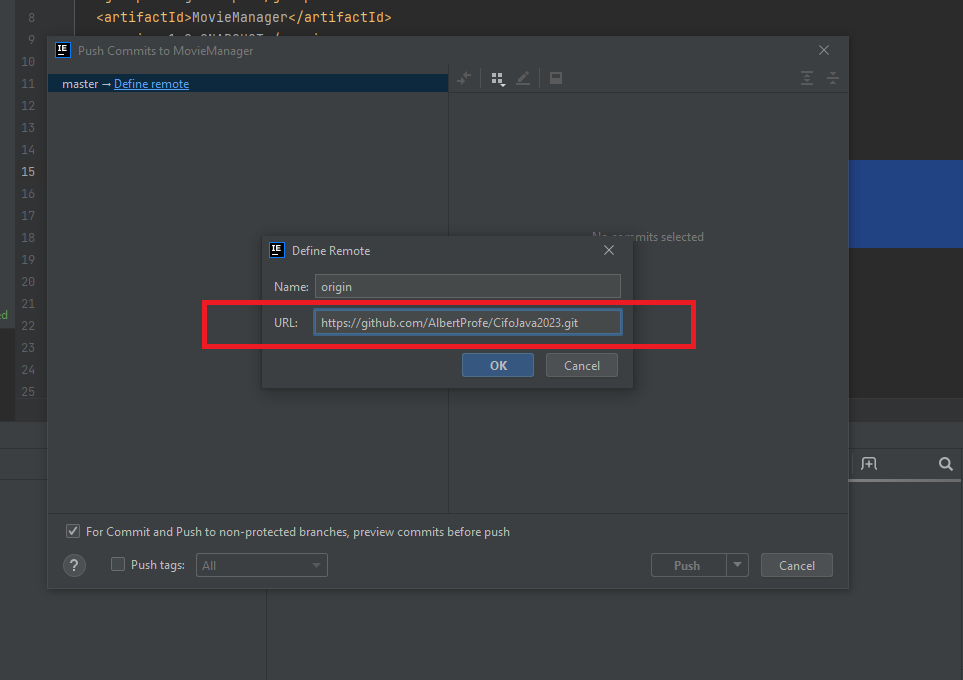 8
<artifactId>MovieManager</artifactId>
9
IE Push Commits to MovieManager
10
11
master → Define remote
12
13
14
15
16
17
18
No commits selected
IE Define Remote
19
20
Name: origin
21
ed
22
URL: https://github.com/AlbertProfe/CifoJava2023.git
23
24
OK Cancel
25
For Commit and Push to non-protected branches, preview commits before push
? Push tags: All Push Cancel